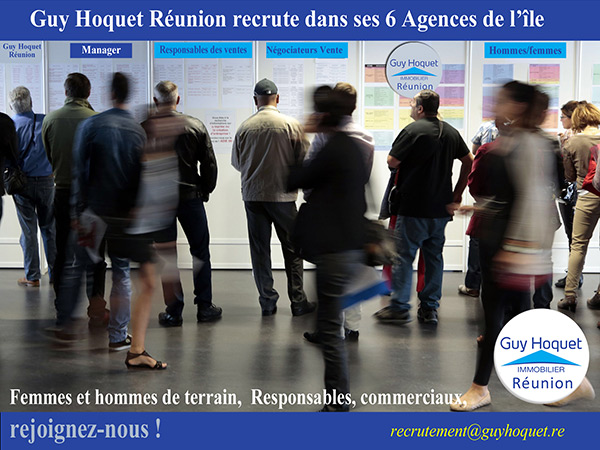 Guy Hoquet Réunion recrute dans ses 6 Agences de l’île
Guy Hoquet
Réunion
Manager
Responsables des ventes
Négociateurs Vente
Hommes/femmes
Guy Hoquet
IMMOBILIER
Réunion
Guy Hoquet
IMMOBILIER
Réunion
Femmes et hommes de terrain, Responsables, commerciaux,
rejoignez-nous !
recrutement@guyhoquet.re